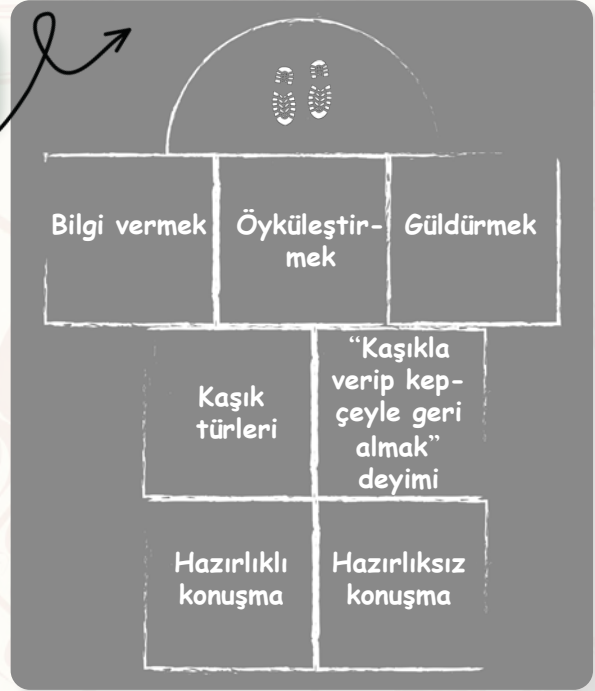 Bilgi vermek
Öyküleştir-
mek
Güldürmek
Kaşık
türleri
“Kaşıkla
verip kep-
çeyle geri
almak”
deyimi
Hazırlıklı
konuşma
Hazırlıksız
konuşma